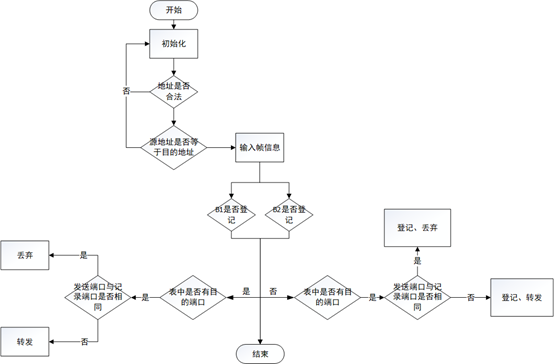 开始
初始化
否
地址是否
合法
源地址是否等
于目的地址
输入帧信息
B1是否登
记
B2是否登
记
登记、丢弃
丢弃
是
是
发送端口与记
录端口是否相
同
是
表中是否有目
的端口
是
否
表中是否有目
的端口
是
发送端口与记
录端口是否相
同
否
登记、转发
转发
否
结束